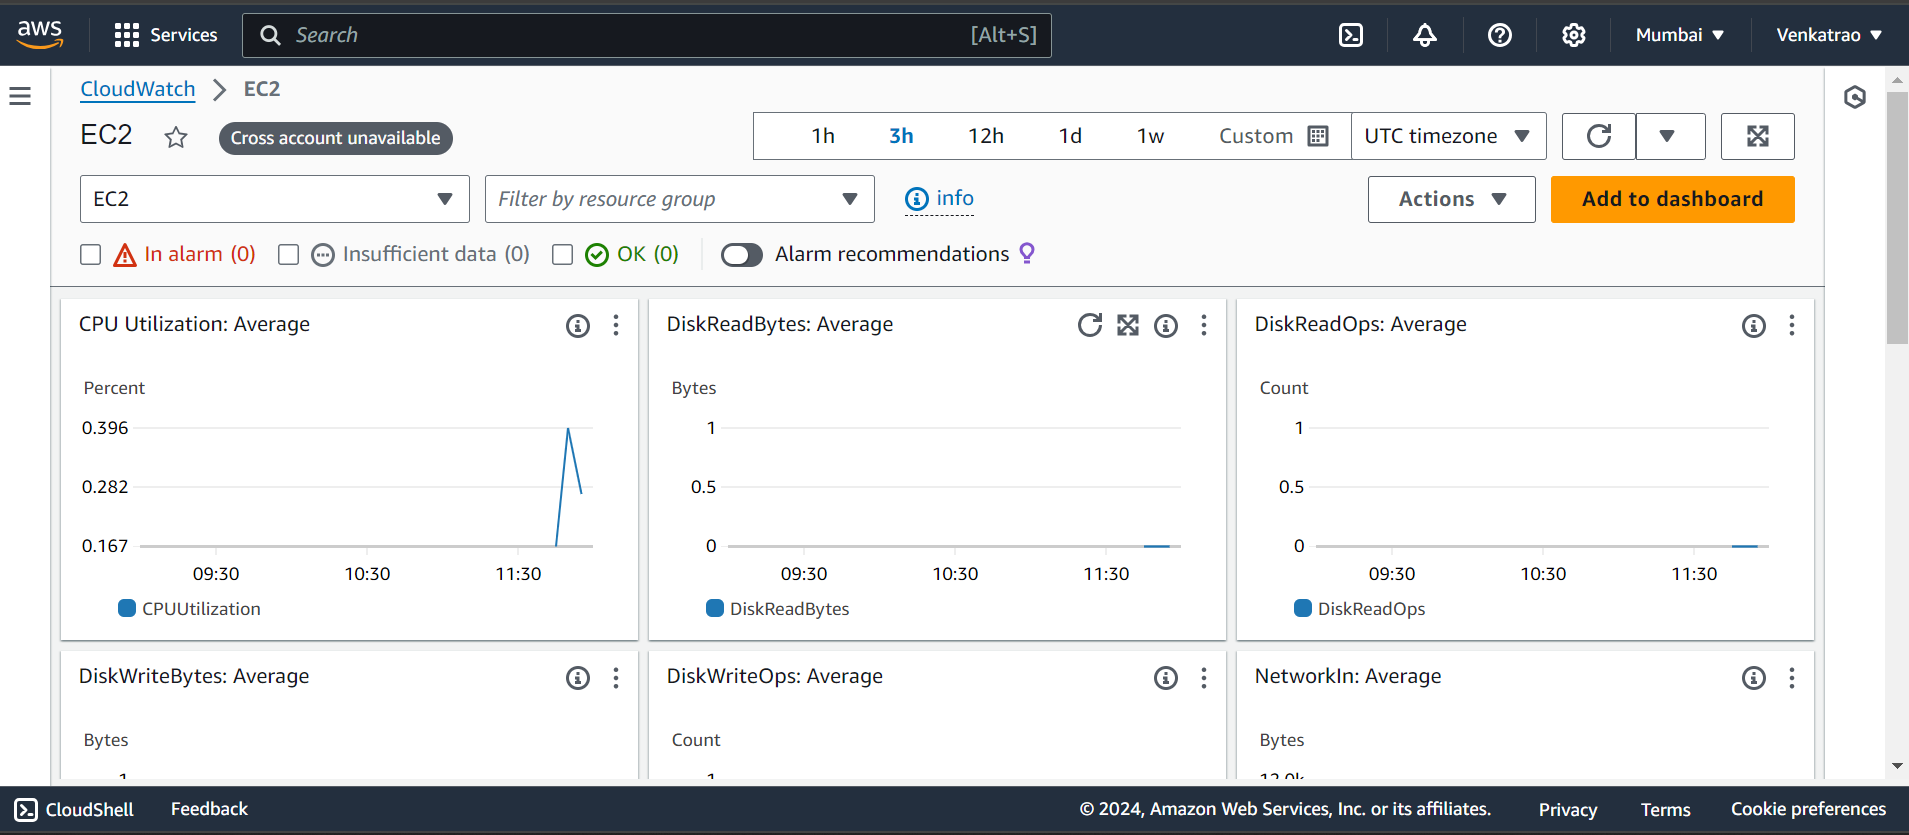 aws Services Search [Alt+S] Mumbai Venkatrao
CloudWatch EC2
EC2 Cross account unavailable 1h 3h 12h 1d 1w Custom UTC timezone
EC2 Filter by resource group info Actions Add to dashboard
In alarm (0) Insufficient data (0) OK (0) Alarm recommendations
CPU Utilization: Average
Percent
0.396
0.282
0.167
09:30 10:30 11:30
CPUUtilization
DiskReadBytes: Average
Bytes
1
0.5
0
09:30 10:30 11:30
DiskReadBytes
DiskReadOps: Average
Count
1
0.5
0
09:30 10:30 11:30
DiskReadOps
DiskWriteBytes: Average
Bytes
1
DiskWriteOps: Average
Count
1
NetworkIn: Average
Bytes
CloudShell Feedback © 2024, Amazon Web Services, Inc. or its affiliates. Privacy Terms Cookie preferences